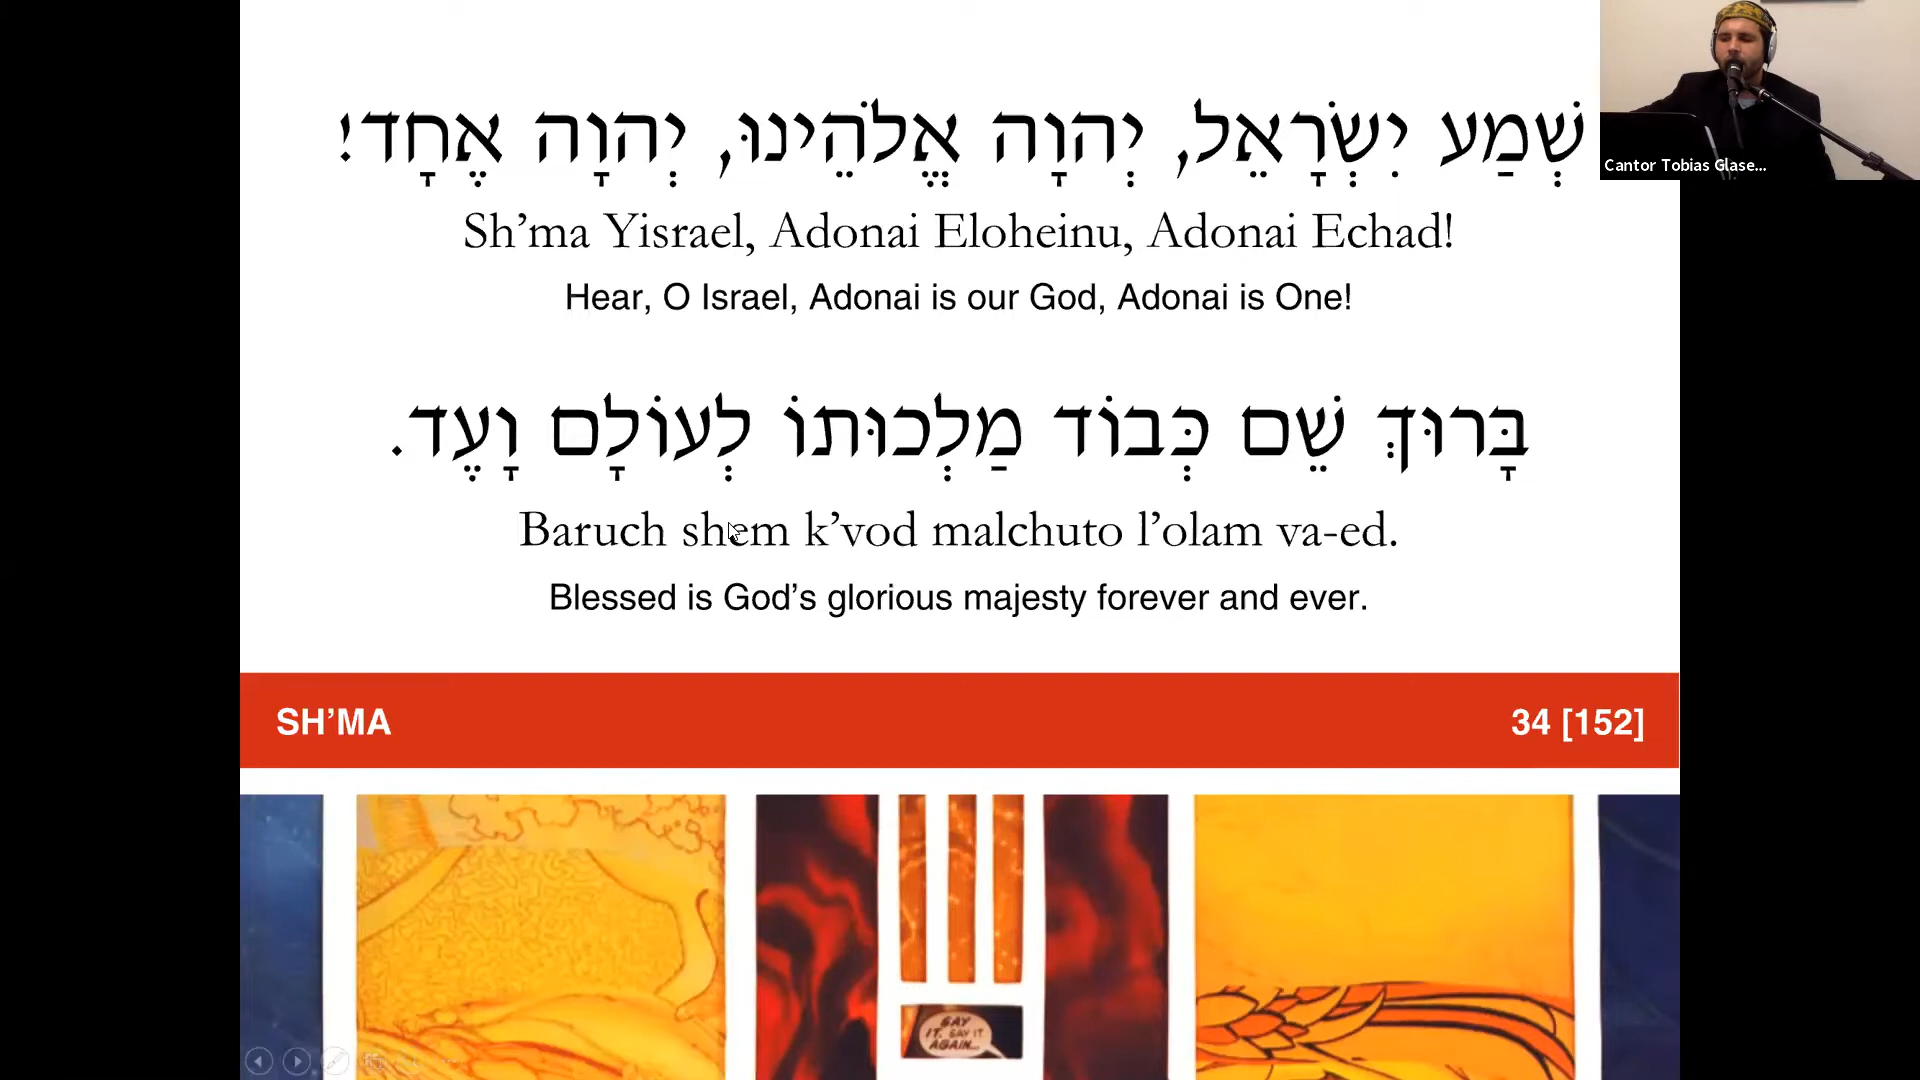 שְׁמַע יִשְׂרָאֵל, יְהוָה אֱלֹהֵינוּ, יְהוָה אֶחָד!
Cantor Tobias Glase...
Sh’ma Yisrael, Adonai Eloheinu, Adonai Echad!
Hear, O Israel, Adonai is our God, Adonai is One!
בָּרוּךְ שֵׁם כְּבוֹד מַלְכוּתוֹ לְעוֹלָם וָעֶד.
Baruch shem k’vod malchuto l’olam va-ed.
Blessed is God’s glorious majesty forever and ever.
SH’MA 34 [152]
SAY
IT. SAY IT
AGAIN...